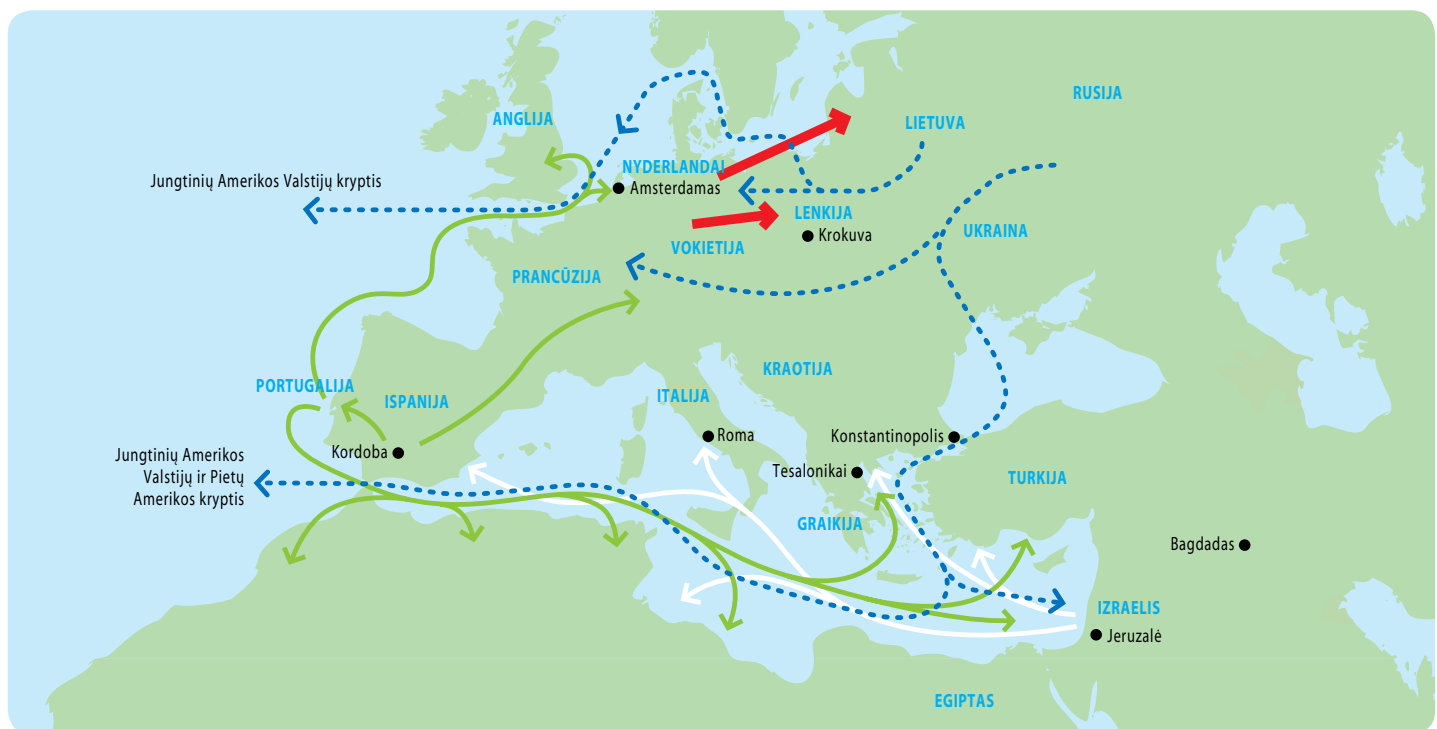 RUSIJA
ANGLIJA
LIETUVA
NYDERLANDAI
Jungtinių Amerikos Valstijų kryptis
Amsterdamas
LENKIJA
Krokuva
UKRAINA
VOKIETIJA
PRANCŪZIJA
KRAOTIJA
PORTUGALIJA
ISPANIJA
ITALIJA
Roma
Konstantinopolis
Kordoba
Jungtinių Amerikos
Valstijų ir Pietų
Amerikos kryptis
Tesalonikai
TURKIJA
GRAIKIJA
Bagdadas
IZRAELIS
Jeruzalė
EGIPTAS